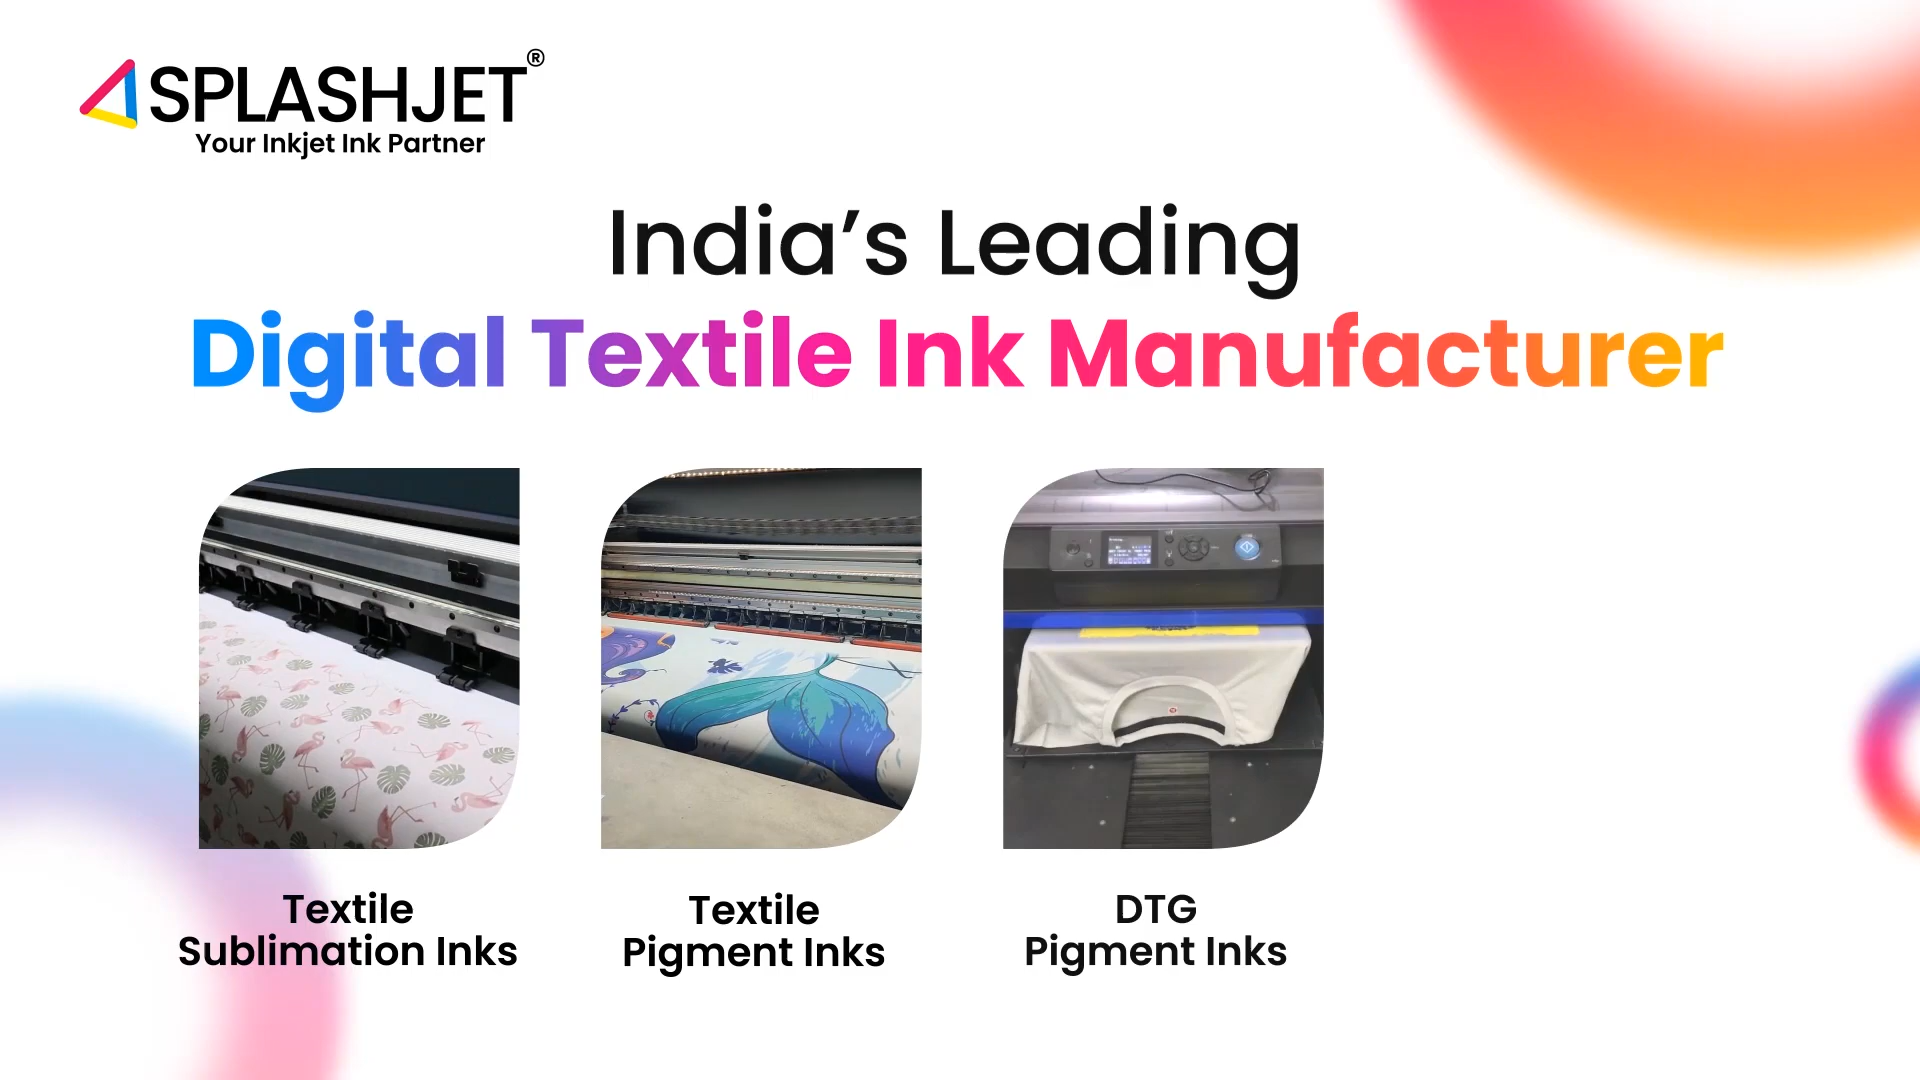 SPLASHJET®
Your Inkjet Ink Partner
India’s Leading
Digital Textile Ink Manufacturer
Textile
Sublimation Inks
Textile
Pigment Inks
DTG
Pigment Inks